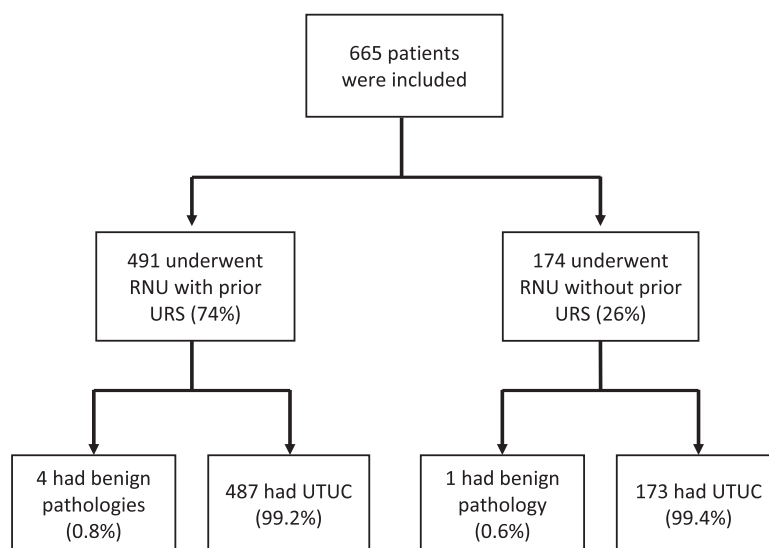 665 patients
were included
491 underwent
RNU with prior
URS (74%)
174 underwent
RNU without prior
URS (26%)
4 had benign
pathologies
(0.8%)
487 had UTUC
(99.2%)
1 had benign
pathology
(0.6%)
173 had UTUC
(99.4%)